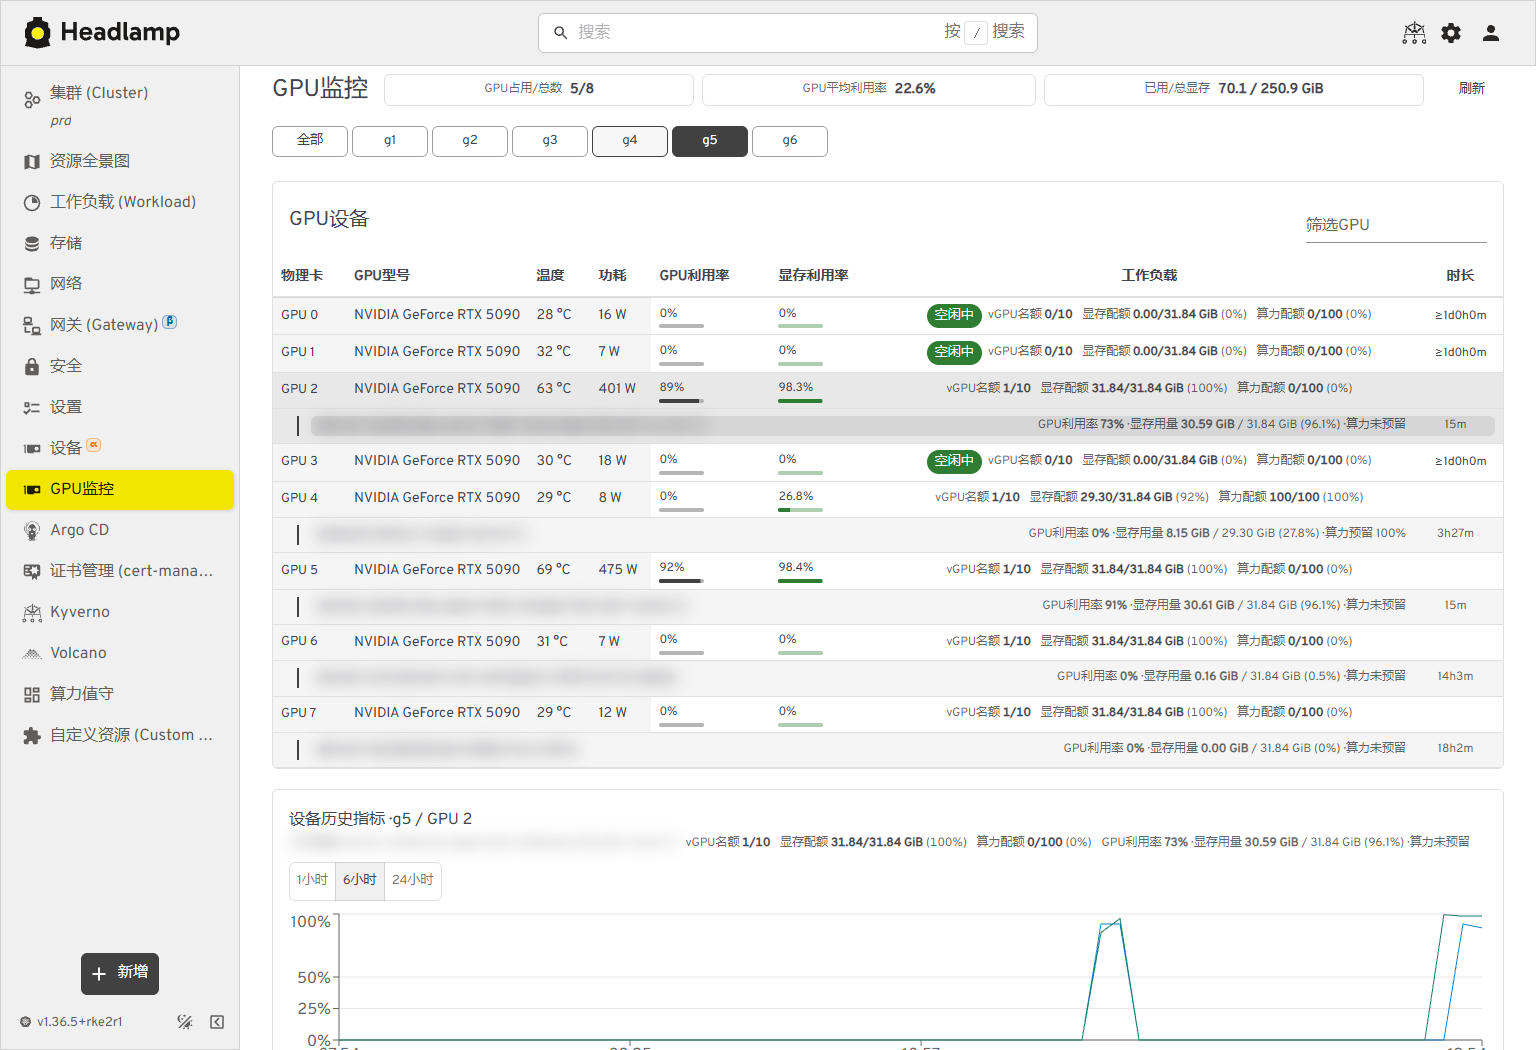 Headlamp
搜索
按 / 搜索
集群 (Cluster)
prd
资源全景图
工作负载 (Workload)
存储
网络
网关 (Gateway) β
安全
设置
设备 α
GPU监控
Argo CD
证书管理 (cert-mana…
Kyverno
Volcano
算力值守
自定义资源 (Custom …
新增
v1.36.5+rke2r1
GPU监控
GPU占用/总数 5/8
GPU平均利用率 22.6%
已用/总显存 70.1 / 250.9 GiB
刷新
全部 g1 g2 g3 g4 g5 g6
GPU设备
筛选GPU
物理卡 GPU型号 温度 功耗 GPU利用率 显存利用率 工作负载 时长
GPU 0 NVIDIA GeForce RTX 5090 28 °C 16 W 0% 0% 空闲中 vGPU名额 0/10 显存配额 0.00/31.84 GiB (0%) 算力配额 0/100 (0%) ≥1d0h0m
GPU 1 NVIDIA GeForce RTX 5090 32 °C 7 W 0% 0% 空闲中 vGPU名额 0/10 显存配额 0.00/31.84 GiB (0%) 算力配额 0/100 (0%) ≥1d0h0m
GPU 2 NVIDIA GeForce RTX 5090 63 °C 401 W 89% 98.3% vGPU名额 1/10 显存配额 31.84/31.84 GiB (100%) 算力配额 0/100 (0%)
GPU利用率 73% ·显存用量 30.59 GiB / 31.84 GiB (96.1%) ·算力未预留 15m
GPU 3 NVIDIA GeForce RTX 5090 30 °C 18 W 0% 0% 空闲中 vGPU名额 0/10 显存配额 0.00/31.84 GiB (0%) 算力配额 0/100 (0%) ≥1d0h0m
GPU 4 NVIDIA GeForce RTX 5090 29 °C 8 W 0% 26.8% vGPU名额 1/10 显存配额 29.30/31.84 GiB (92%) 算力配额 100/100 (100%)
GPU利用率 0% ·显存用量 8.15 GiB / 29.30 GiB (27.8%) ·算力预留 100% 3h27m
GPU 5 NVIDIA GeForce RTX 5090 69 °C 475 W 92% 98.4% vGPU名额 1/10 显存配额 31.84/31.84 GiB (100%) 算力配额 0/100 (0%)
GPU利用率 91% ·显存用量 30.61 GiB / 31.84 GiB (96.1%) ·算力未预留 15m
GPU 6 NVIDIA GeForce RTX 5090 31 °C 7 W 0% 0% vGPU名额 1/10 显存配额 31.84/31.84 GiB (100%) 算力配额 0/100 (0%)
GPU利用率 0% ·显存用量 0.16 GiB / 31.84 GiB (0.5%) ·算力未预留 14h3m
GPU 7 NVIDIA GeForce RTX 5090 29 °C 12 W 0% 0% vGPU名额 1/10 显存配额 31.84/31.84 GiB (100%) 算力配额 0/100 (0%)
GPU利用率 0% ·显存用量 0.00 GiB / 31.84 GiB (0%) ·算力未预留 18h2m
设备历史指标 ·g5 / GPU 2
vGPU名额 1/10 显存配额 31.84/31.84 GiB (100%) 算力配额 0/100 (0%) GPU利用率 73% ·显存用量 30.59 GiB / 31.84 GiB (96.1%) ·算力未预留
1小时 6小时 24小时
100%
50%
25%
0%